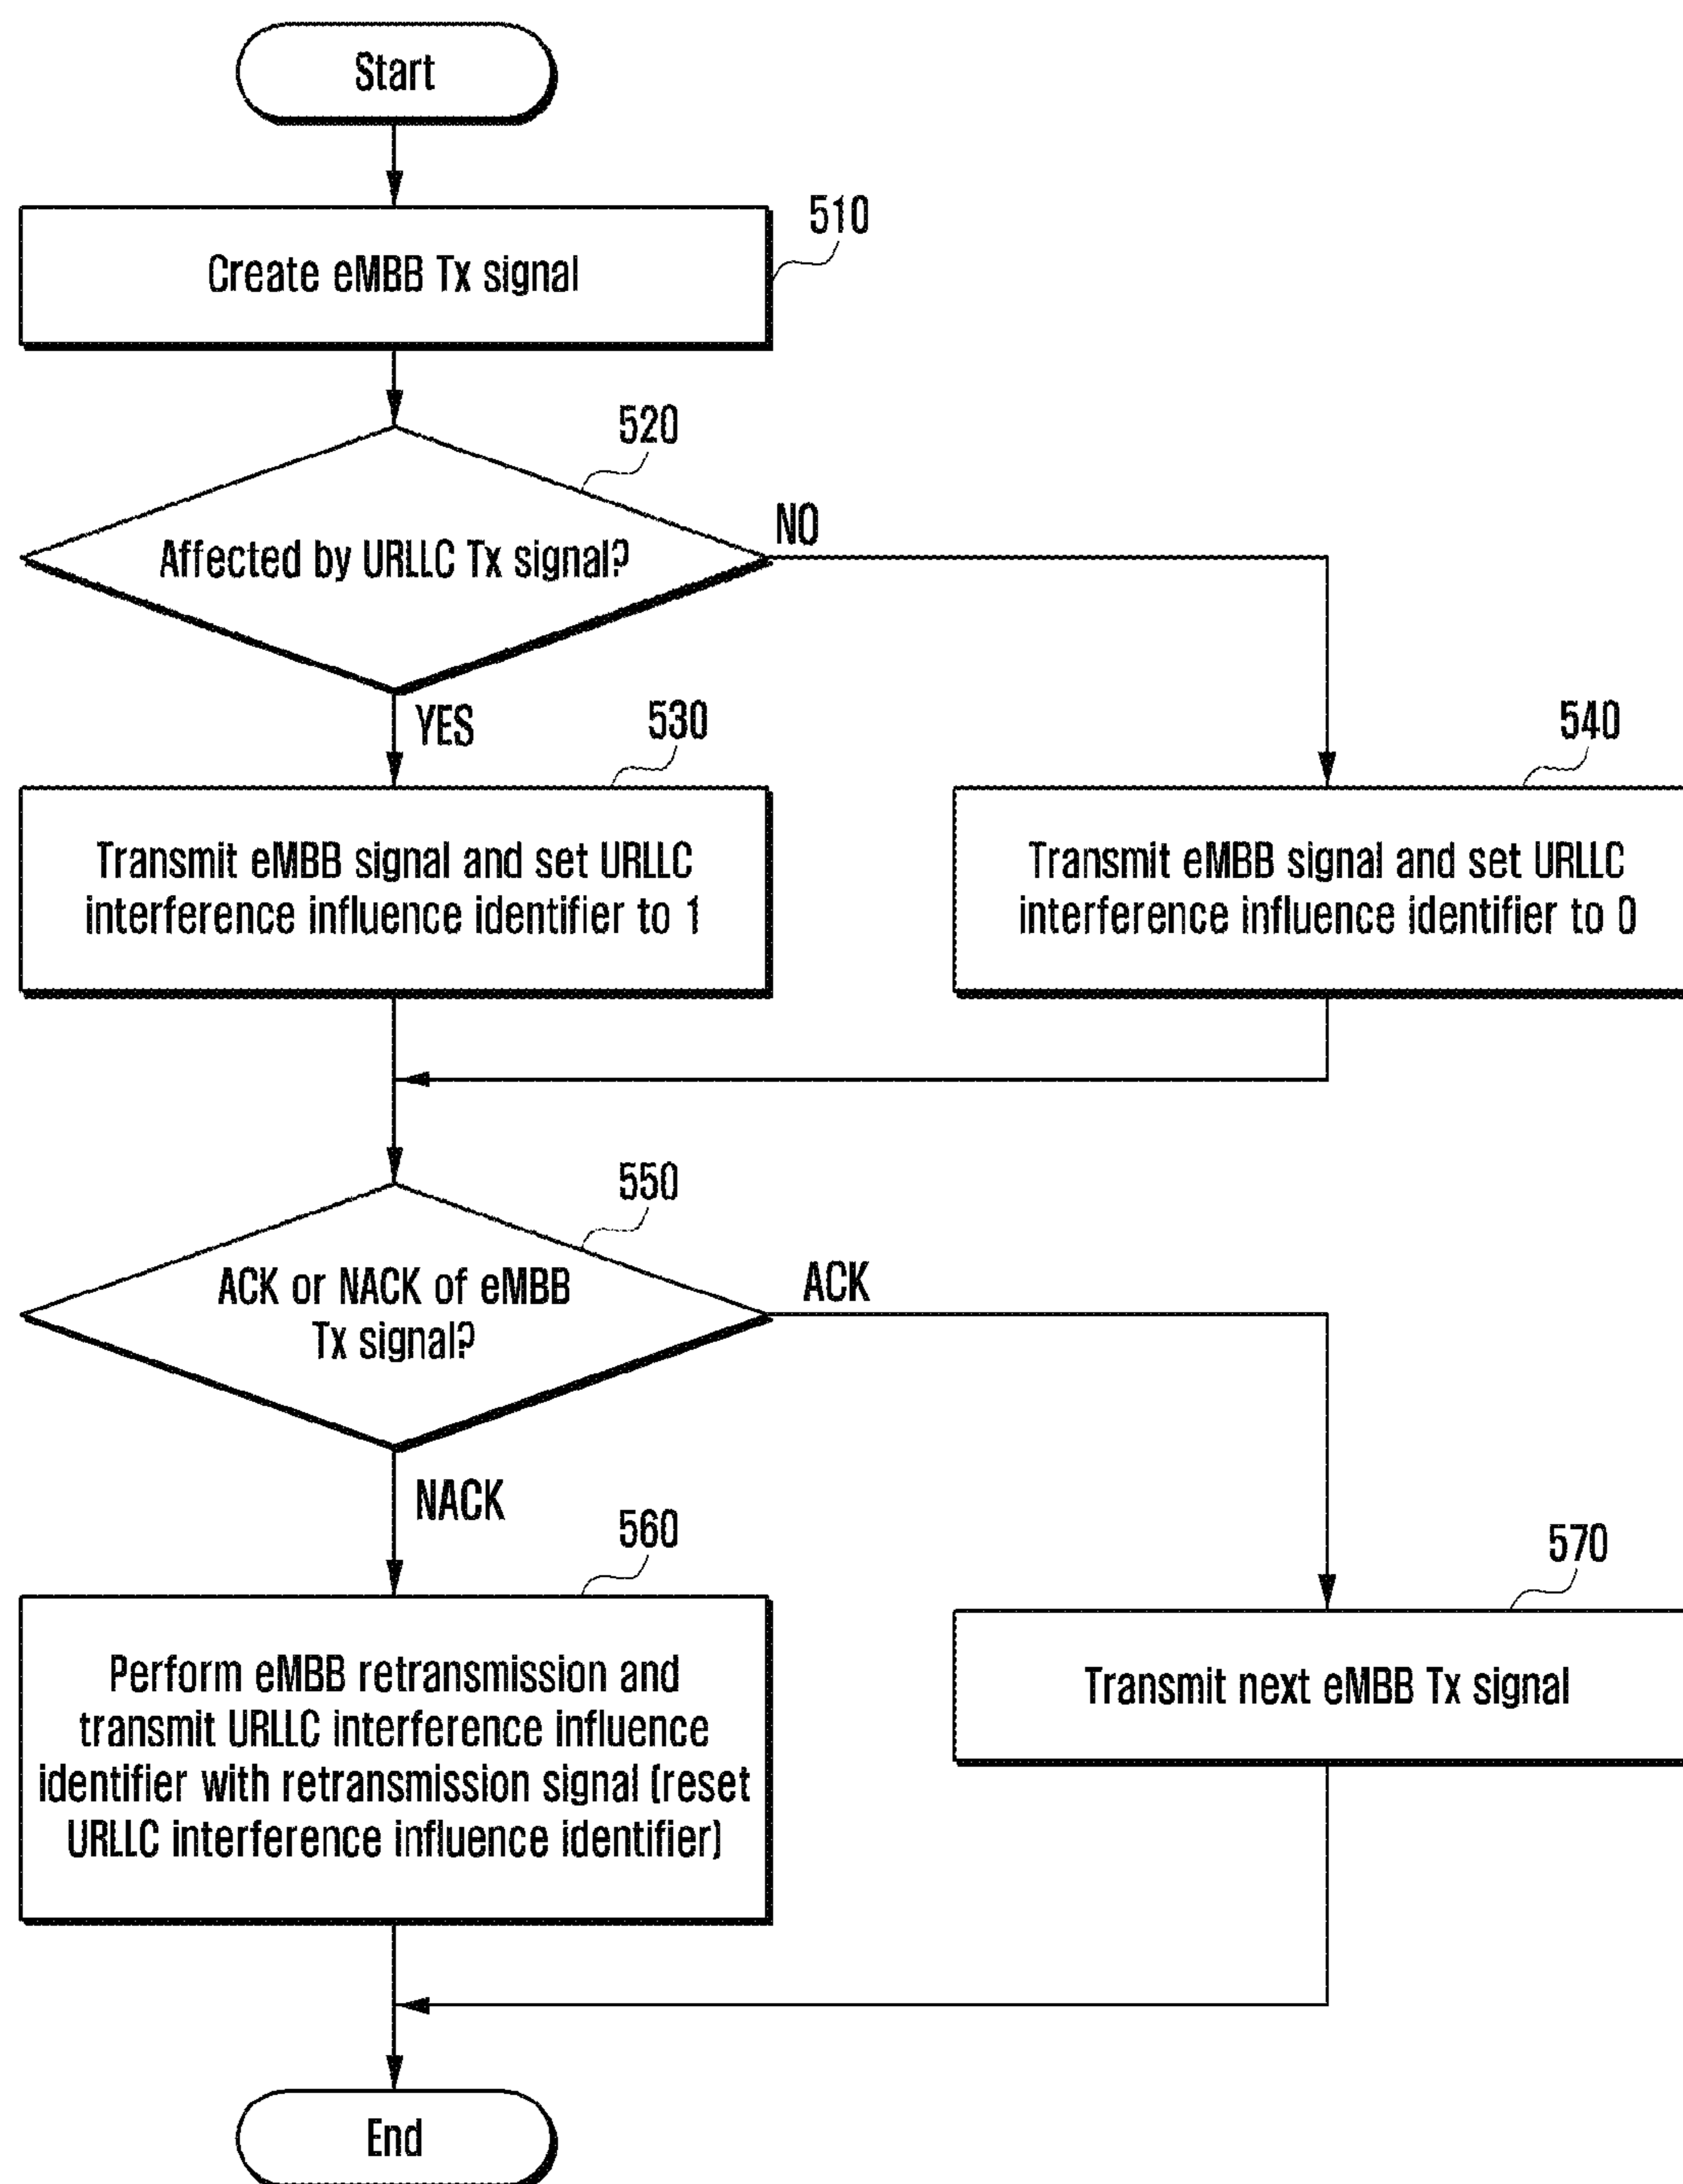 Start
510
Create eMBB Tx signal
520
Affected by URLLC Tx signal?
NO
YES
530
540
Transmit eMBB signal and set URLLC
interference influence identifier to 1
Transmit eMBB signal and set URLLC
interference influence identifier to 0
550
ACK or NACK of eMBB
Tx signal?
ACK
NACK
560
570
Perform eMBB retransmission and
transmit URLLC interference influence
identifier with retransmission signal (reset
URLLC interference influence identifier)
Transmit next eMBB Tx signal
End